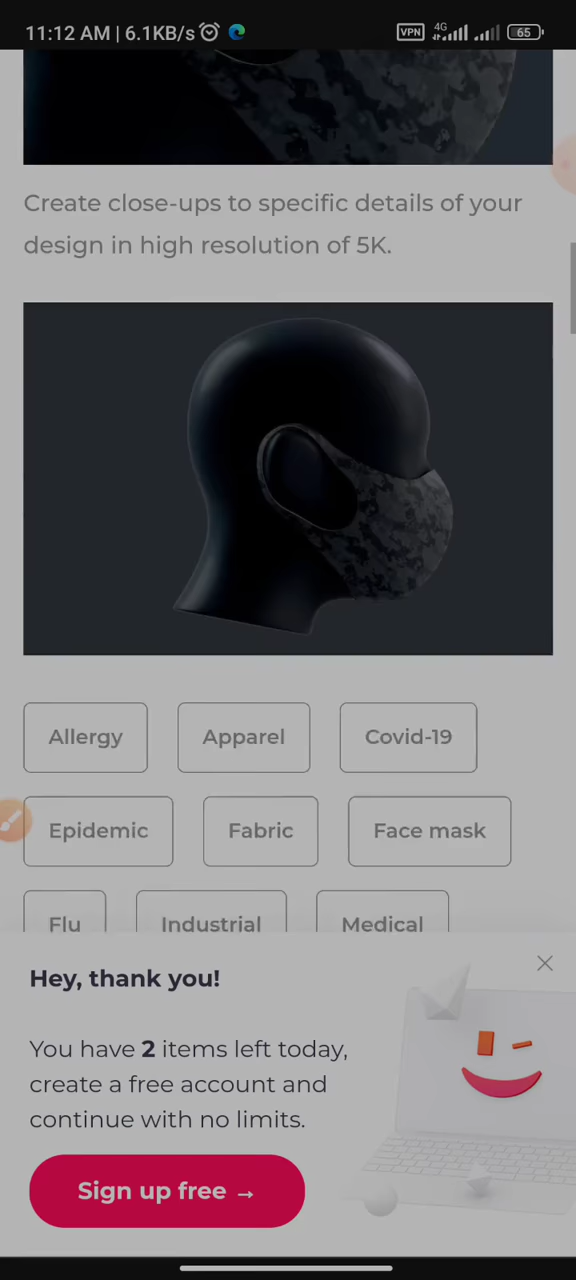 11:12 AM | 6.1KB/s
VPN 4G 65
Create close-ups to specific details of your
design in high resolution of 5K.
Allergy Apparel Covid-19
Epidemic Fabric Face mask
Flu Industrial Medical
Hey, thank you!
You have 2 items left today,
create a free account and
continue with no limits.
Sign up free →